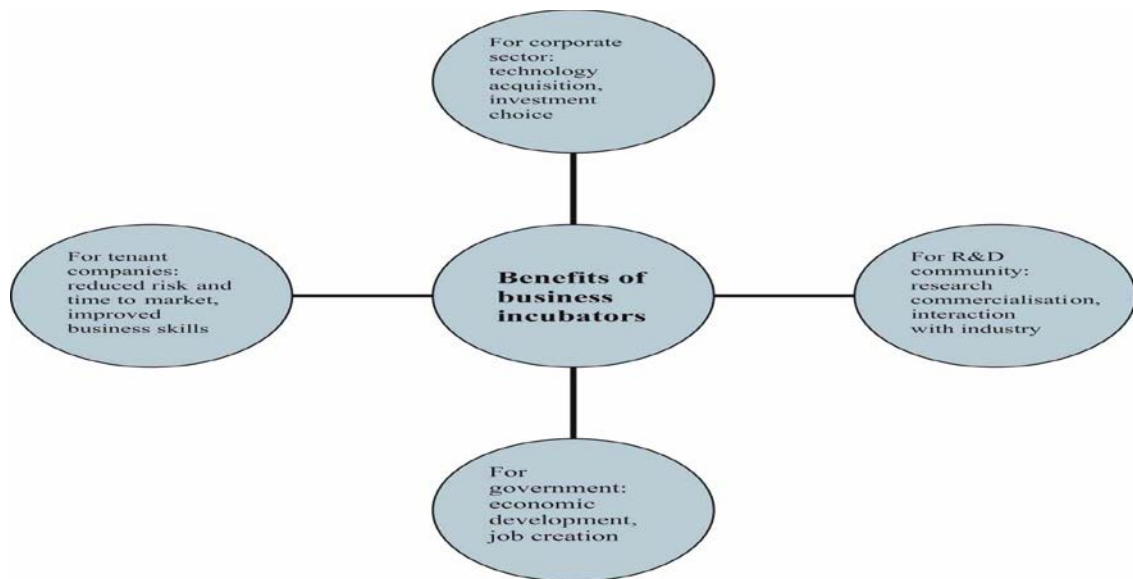 For corporate
sector:
technology
acquisition,
investment
choice
For tenant
companies:
reduced risk and
time to market,
improved
business skills
Benefits of
business
incubators
For R&D
community:
research
commercialisation,
interaction
with industry
For
government:
economic
development,
job creation